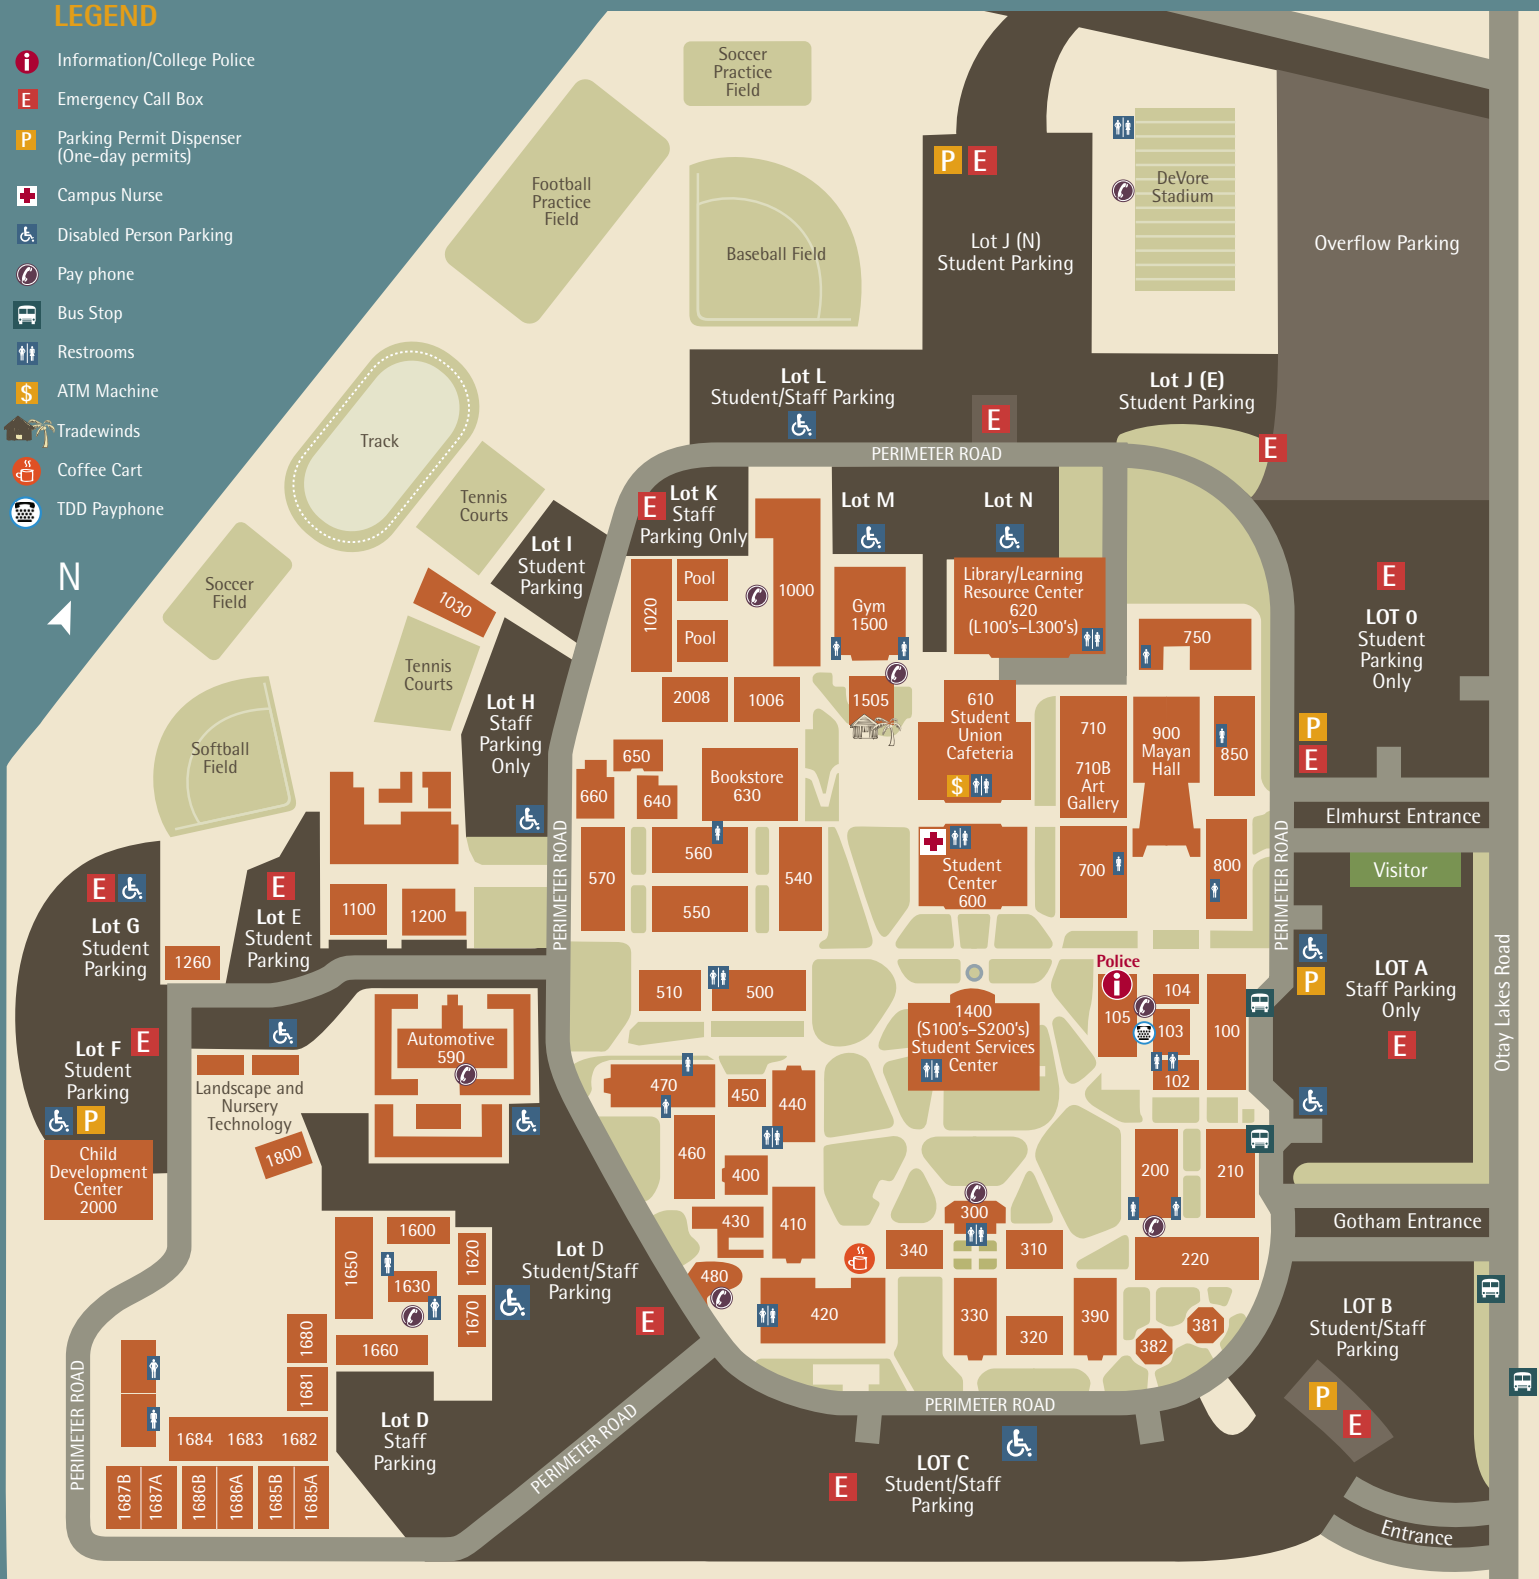 LEGEND
Information/College Police
E
Emergency Call Box
P
Parking Permit Dispenser
(One-day permits)
Campus Nurse
Disabled Person Parking
Pay phone
Bus Stop
Restrooms
$
ATM Machine
Tradewinds
Coffee Cart
TDD Payphone
N
Soccer
Practice
Field
Football
Practice
Field
Baseball Field
P E
Lot J (N)
Student Parking
DeVore
Stadium
Overflow Parking
Lot L
Student/Staff Parking
E
Lot J (E)
Student Parking
E
PERIMETER ROAD
Track
Tennis
Courts
Soccer
Field
Tennis
Courts
Softball
Field
1030
Lot I
Student
Parking
Lot H
Staff
Parking
Only
E
Lot K
Staff
Parking Only
Lot M
Lot N
1020
Pool
Pool
1000
Gym
1500
Library/Learning
Resource Center
620
(L100's–L300's)
750
E
LOT O
Student
Parking
Only
P
E
2008
1006
1505
610
Student
Union
Cafeteria
$
710
710B
Art
Gallery
900
Mayan
Hall
850
650
660
640
Bookstore
630
Elmhurst Entrance
Visitor
PERIMETER ROAD
570
560
550
540
Student
Center
600
700
800
PERIMETER ROAD
E
Lot G
Student
Parking
E
Lot E
Student
Parking
1100
1200
1260
510
500
1400
(S100's–S200's)
Student Services
Center
Police
105
104
103
102
100
P
LOT A
Staff Parking
Only
E
Otay Lakes Road
Lot F
Student
Parking
E
P
Child
Development
Center
2000
Landscape and
Nursery
Technology
1800
Automotive
590
470
450
440
460
400
430
410
480
420
340
300
310
330
320
390
200
210
220
381
382
Gotham Entrance
1650
1600
1620
1630
1670
1660
1680
1681
1684 1683 1682
1687B
1687A
1686B
1686A
1685B
1685A
Lot D
Student/Staff
Parking
E
Lot D
Staff
Parking
PERIMETER ROAD
PERIMETER ROAD
PERIMETER ROAD
LOT C
Student/Staff
Parking
E
LOT B
Student/Staff
Parking
P
E
Entrance